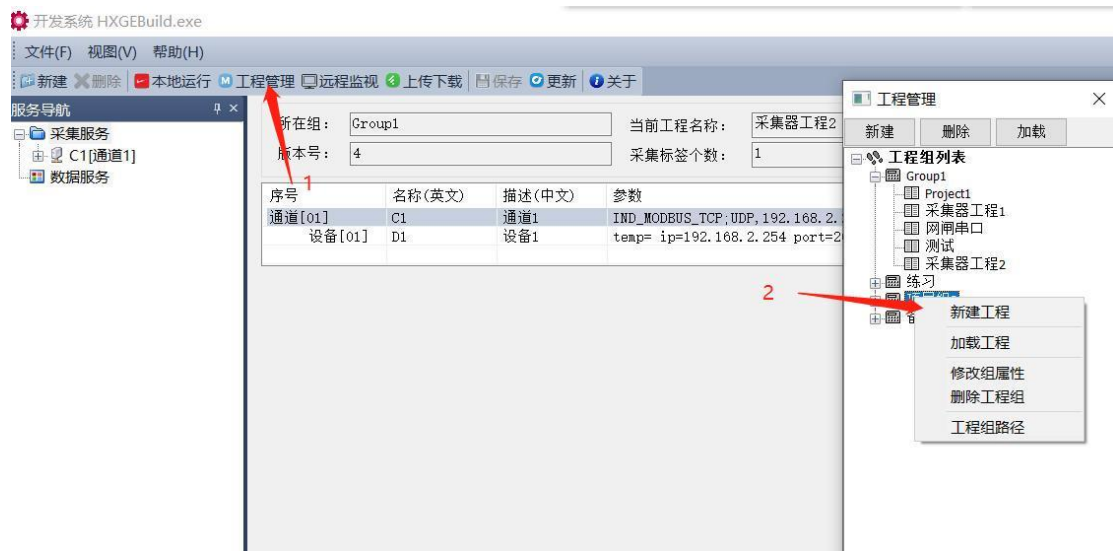 开发系统 HXGEBuild.exe
文件(F) 视图(V) 帮助(H)
新建 删除 本地运行 工程管理 远程监视 上传下载 保存 更新 关于
服务导航
采集服务
C1[通道1]
数据服务
所在组： Group1 当前工程名称： 采集器工程2
版本号： 4 采集标签个数： 1
序号 名称(英文) 描述(中文) 参数
通道[01] C1 通道1 IND_MODBUS_TCP;UDP,192.168.2.
设备[01] D1 设备1 temp= ip=192.168.2.254 port=2
1
2
工程管理
新建 删除 加载
工程组列表
Group1
Project1
采集器工程1
网闸串口
测试
采集器工程2
练习
新建工程
加载工程
修改组属性
删除工程组
工程组路径